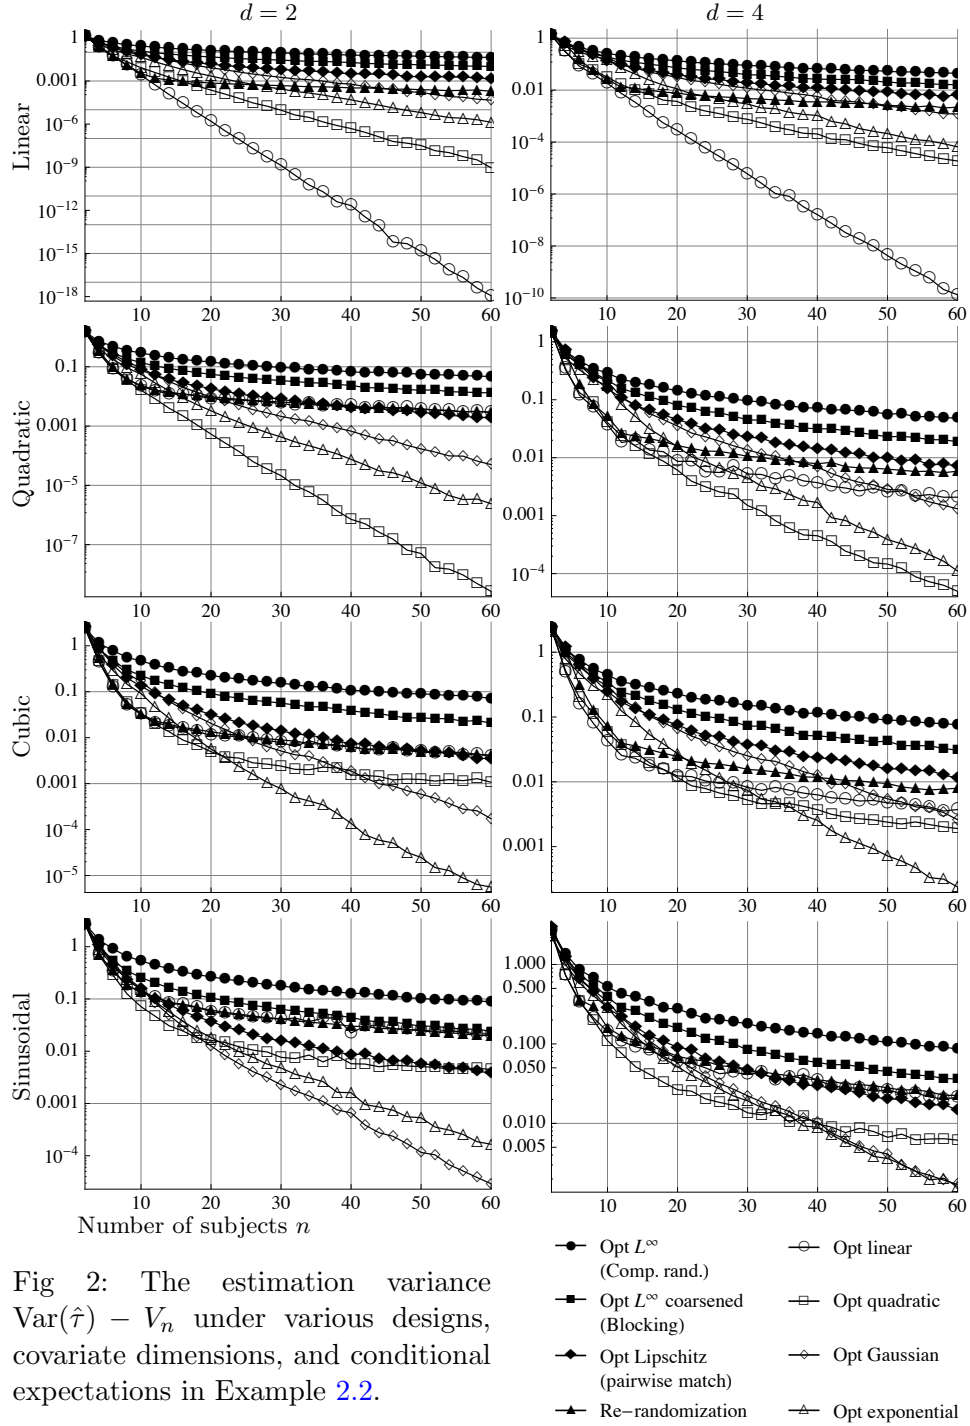 d = 2
d = 4
Linear
1
0.001
10−6
10−9
10−12
10−15
10−18
10 20 30 40 50 60
1
0.01
10−4
10−6
10−8
10−10
10 20 30 40 50 60
Quadratic
0.1
0.001
10−5
10−7
10 20 30 40 50 60
1
0.1
0.01
0.001
10−4
10 20 30 40 50 60
Cubic
1
0.1
0.01
0.001
10−4
10−5
10 20 30 40 50 60
1
0.1
0.01
0.001
10 20 30 40 50 60
Sinusoidal
1
0.1
0.01
0.001
10−4
10 20 30 40 50 60
1.000
0.500
0.100
0.050
0.010
0.005
10 20 30 40 50 60
Number of subjects n
Opt L∞
(Comp. rand.)
Opt L∞ coarsened
(Blocking)
Opt Lipschitz
(pairwise match)
Re−randomization
Opt linear
Opt quadratic
Opt Gaussian
Opt exponential
Fig 2: The estimation variance
Var(τ̂) − Vn under various designs,
covariate dimensions, and conditional
expectations in Example 2.2.